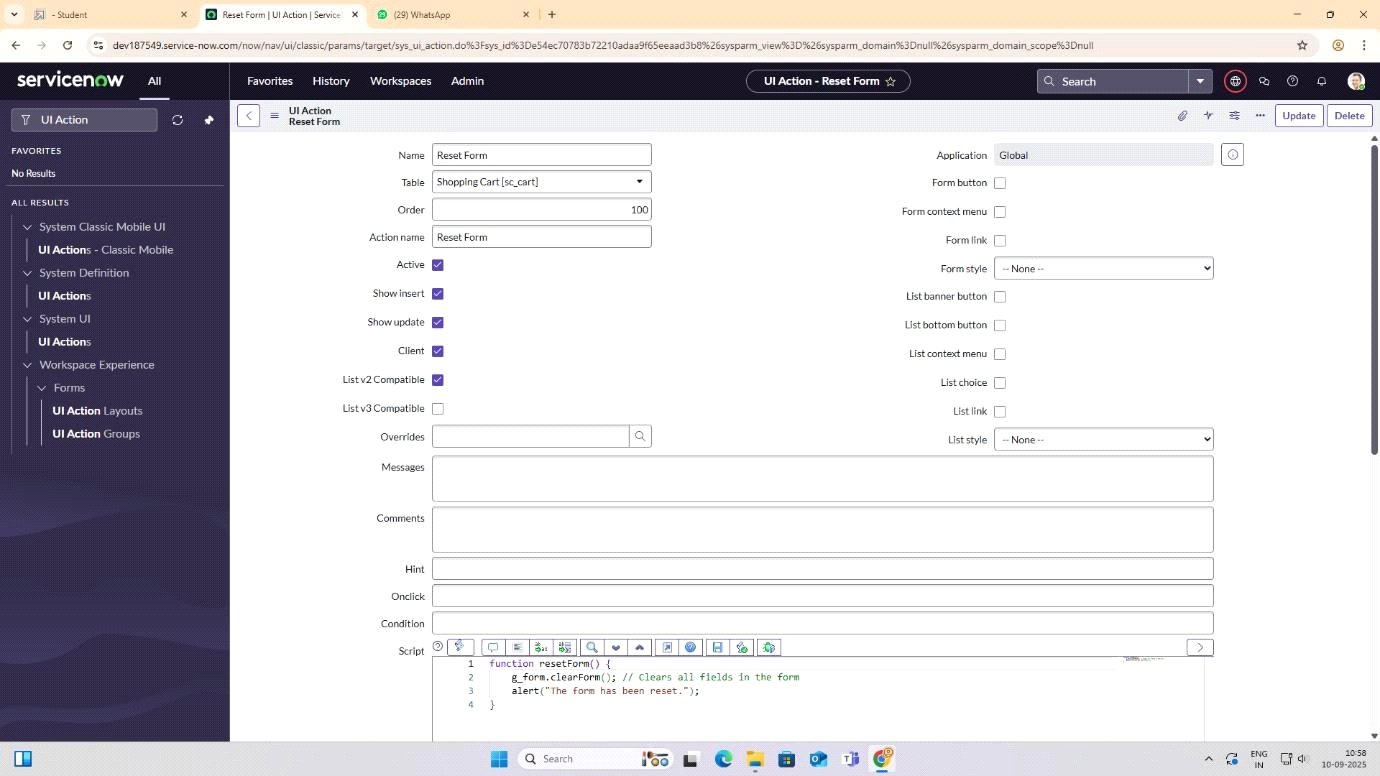 - Student
Reset Form | UI Action | Service
(29) WhatsApp
dev187549.service-now.com/now/nav/ui/classic/params/target/sys_ui_action.do%3Fsys_id%3De54ec70783b72210adaa9f65eeaad3b8%26sysparm_view%3D%26sysparm_domain%3Dnull%26sysparm_domain_scope%3Dnull
servicenow
All
Favorites
History
Workspaces
Admin
UI Action - Reset Form
Search
UI Action
FAVORITES
No Results
ALL RESULTS
System Classic Mobile UI
UI Actions - Classic Mobile
System Definition
UI Actions
System UI
UI Actions
Workspace Experience
Forms
UI Action Layouts
UI Action Groups
UI Action
Reset Form
Update
Delete
Name
Reset Form
Table
Shopping Cart [sc_cart]
Order
100
Action name
Reset Form
Active
Show insert
Show update
Client
List v2 Compatible
List v3 Compatible
Overrides
Application
Global
Form button
Form context menu
Form link
Form style
-- None --
List banner button
List bottom button
List context menu
List choice
List link
List style
-- None --
Messages
Comments
Hint
Onclick
Condition
Script
1 function resetForm() {
2 g_form.clearForm(); // Clears all fields in the form
3 alert("The form has been reset.");
4 }
Search
ENG
IN
10:58
10-09-2025